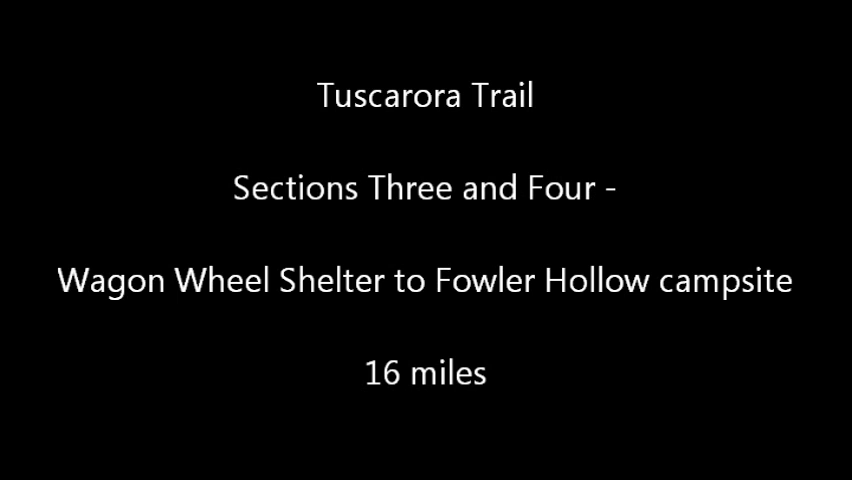 Tuscarora Trail
Sections Three and Four -
Wagon Wheel Shelter to Fowler Hollow campsite
16 miles